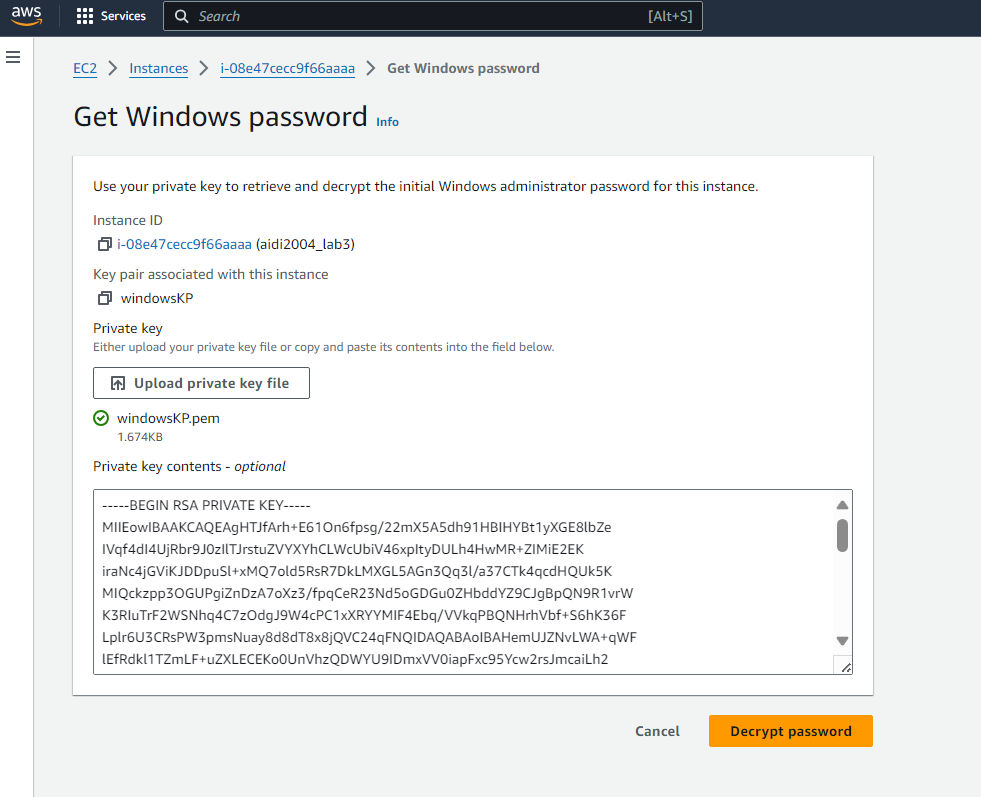 aws
Services
Search
[Alt+S]
EC2 > Instances > i-08e47cecc9f66aaaa > Get Windows password
Get Windows password Info
Use your private key to retrieve and decrypt the initial Windows administrator password for this instance.
Instance ID
i-08e47cecc9f66aaaa (aidi2004_lab3)
Key pair associated with this instance
windowsKP
Private key
Either upload your private key file or copy and paste its contents into the field below.
Upload private key file
windowsKP.pem
1.674KB
Private key contents - optional
-----BEGIN RSA PRIVATE KEY-----
MIIEowIBAAKCAQEAgHTJfArh+E61On6fpsg/22mX5A5dh91HBIHYBt1yXGE8lbZe
IVqf4dI4UjRbr9J0zIlTJrstuZVYXYhCLWcUbiV46xpItyDULh4HwMR+ZIMiE2EK
iraNc4jGViKJDDpuSl+xMQ7old5RsR7DkLMXGL5AGn3Qq3l/a37CTk4qcdHQUk5K
MIQckzpp3OGUPgiZnDzA7oXz3/fpqCeR23Nd5oGDGu0ZHbddYZ9CJgBpQN9R1vrW
K3RIuTrF2WSNhq4C7zOdgJ9W4cPC1xXRYYMIF4Ebq/VVkqPBQNHrhVbf+S6hK36F
Lplr6U3CRsPW3pmsNuay8d8dT8x8jQVC24qFNQIDAQABAoIBAHemUJZNvLWA+qWF
lEfRdkl1TZmLF+uZXLECEKo0UnVhzQDWYU9IDmxVV0iapFxc95Ycw2rsJmcaiLh2
Cancel
Decrypt password